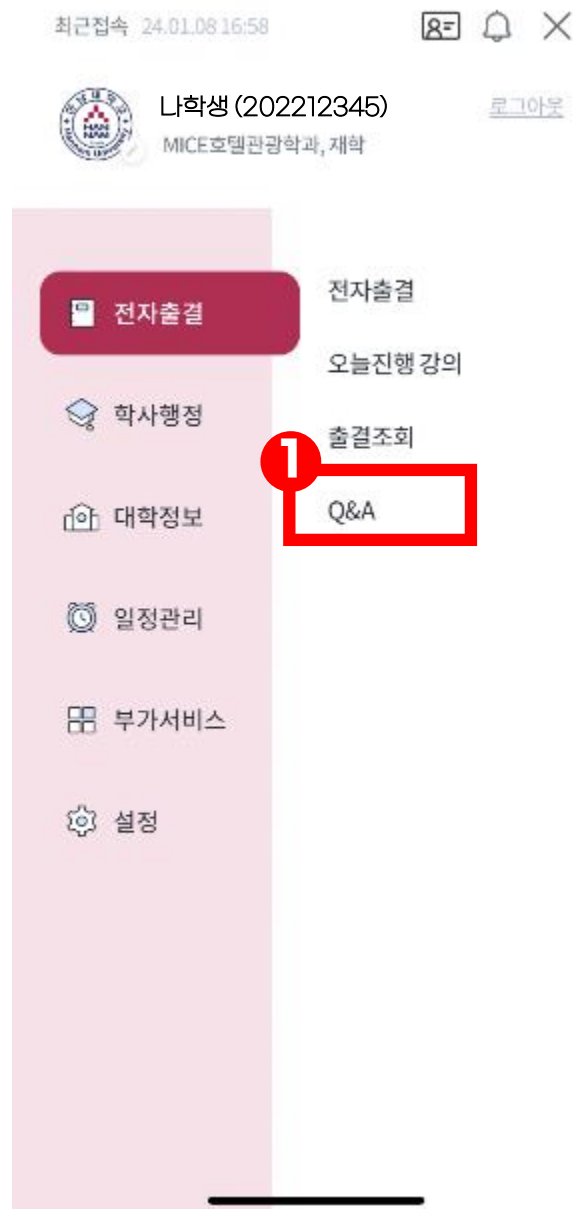 최근접속 24.01.08 16:58
나학생 (202212345)
로그아웃
MICE호텔관광학과, 재학
전자출결
전자출결
오늘진행 강의
학사행정
출결조회
1
Q&A
대학정보
일정관리
부가서비스
설정